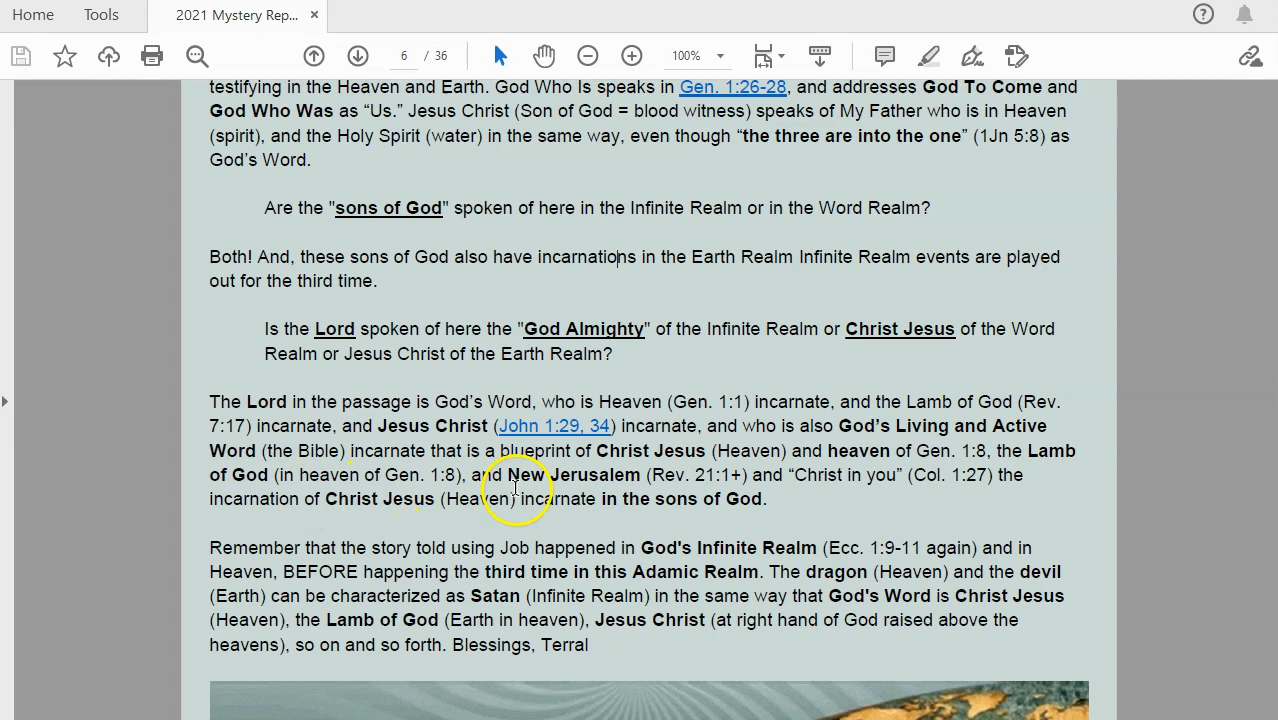 Home Tools 2021 Mystery Rep... ×
6 / 36 100%
testifying in the Heaven and Earth. God Who Is speaks in Gen. 1:26-28, and addresses God To Come and
God Who Was as “Us.” Jesus Christ (Son of God = blood witness) speaks of My Father who is in Heaven
(spirit), and the Holy Spirit (water) in the same way, even though “the three are into the one” (1Jn 5:8) as
God’s Word.
Are the "sons of God" spoken of here in the Infinite Realm or in the Word Realm?
Both! And, these sons of God also have incarnations in the Earth Realm Infinite Realm events are played
out for the third time.
Is the Lord spoken of here the "God Almighty" of the Infinite Realm or Christ Jesus of the Word
Realm or Jesus Christ of the Earth Realm?
The Lord in the passage is God’s Word, who is Heaven (Gen. 1:1) incarnate, and the Lamb of God (Rev.
7:17) incarnate, and Jesus Christ (John 1:29, 34) incarnate, and who is also God’s Living and Active
Word (the Bible) incarnate that is a blueprint of Christ Jesus (Heaven) and heaven of Gen. 1:8, the Lamb
of God (in heaven of Gen. 1:8), and New Jerusalem (Rev. 21:1+) and “Christ in you” (Col. 1:27) the
incarnation of Christ Jesus (Heaven) incarnate in the sons of God.
Remember that the story told using Job happened in God's Infinite Realm (Ecc. 1:9-11 again) and in
Heaven, BEFORE happening the third time in this Adamic Realm. The dragon (Heaven) and the devil
(Earth) can be characterized as Satan (Infinite Realm) in the same way that God's Word is Christ Jesus
(Heaven), the Lamb of God (Earth in heaven), Jesus Christ (at right hand of God raised above the
heavens), so on and so forth. Blessings, Terral